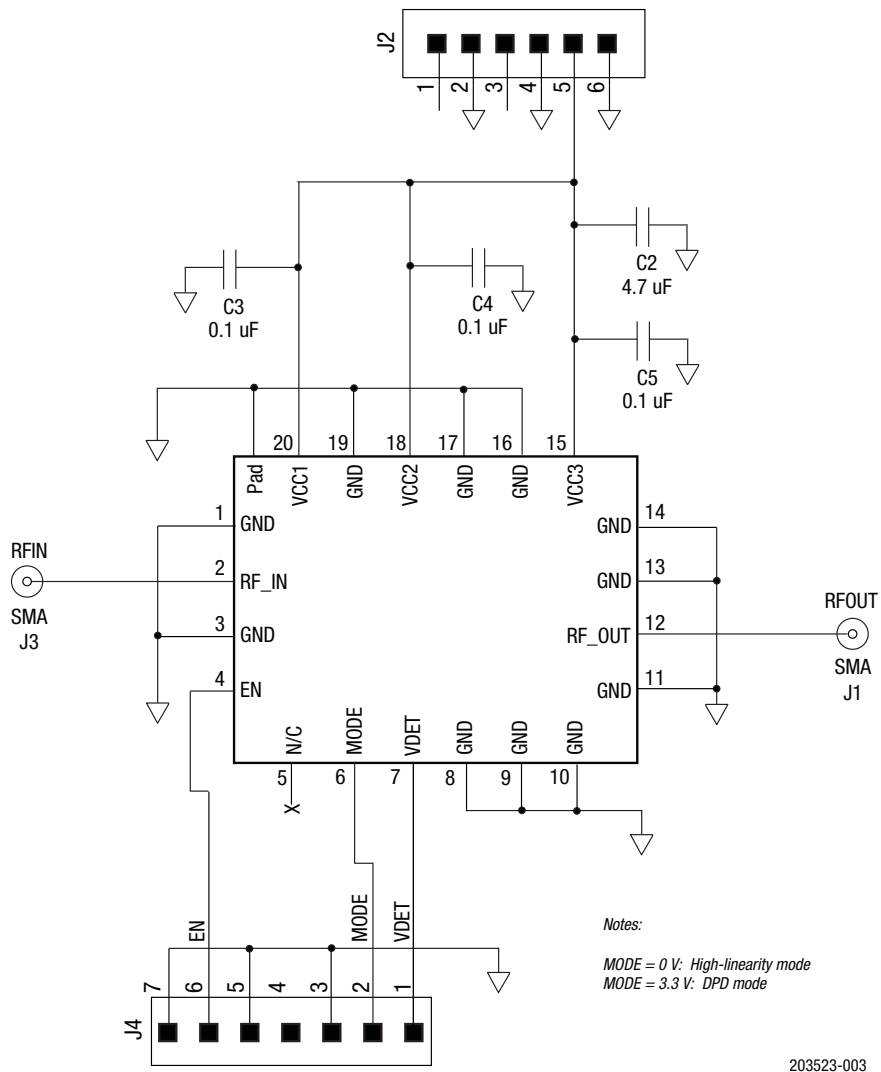 J2
1 2 3 4 5 6
C2
4.7 uF
C3
0.1 uF
C4
0.1 uF
C5
0.1 uF
20 19 18 17 16 15
Pad VCC1 GND VCC2 GND GND VCC3
1 GND
GND 14
RFIN
2 RF_IN
GND 13
SMA
J3
3 GND
RF_OUT 12
RFOUT
SMA
J1
4 EN
GND 11
N/C MODE VDET GND GND GND
5 6 7 8 9 10
X
EN MODE VDET
Notes:
MODE = 0 V: High-linearity mode
MODE = 3.3 V: DPD mode
7 6 5 4 3 2 1
J4
203523-003